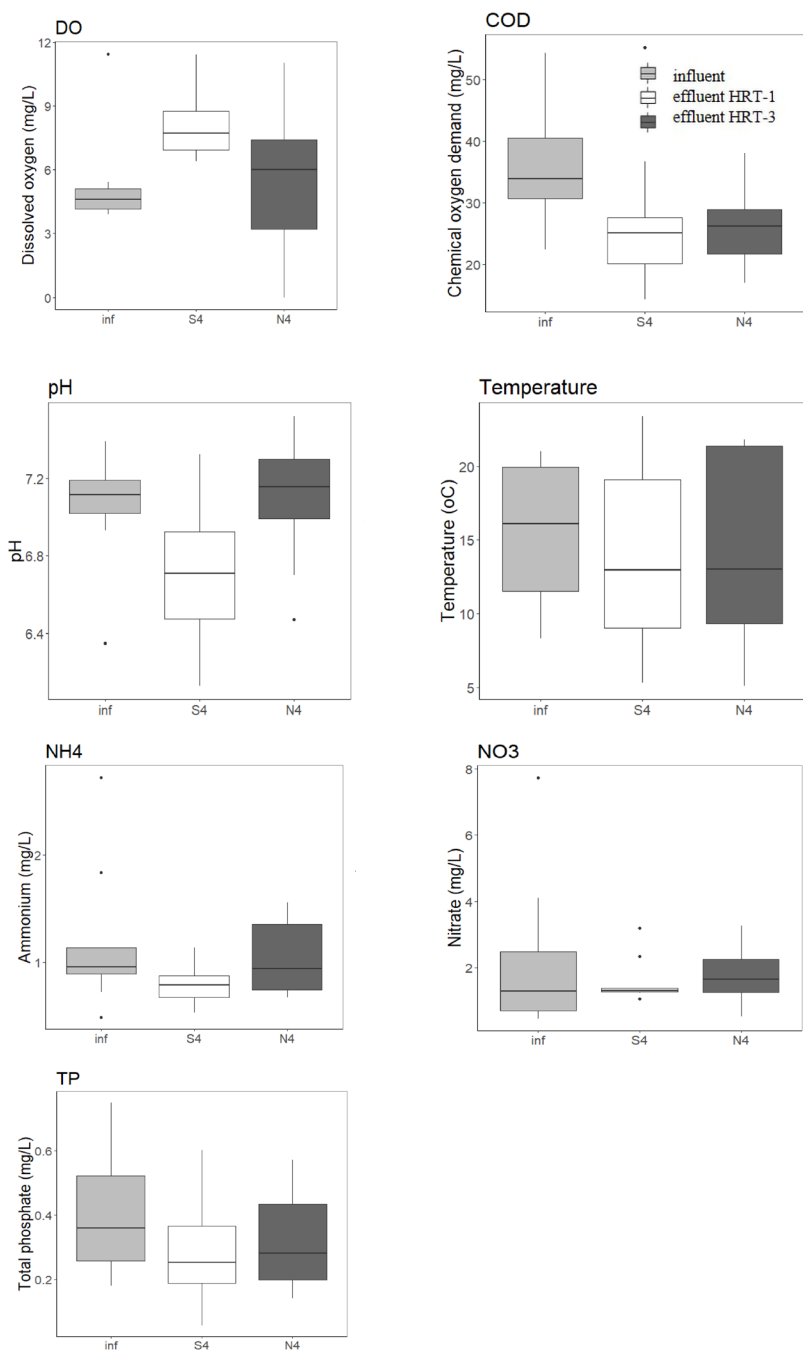 DO
Dissolved oxygen (mg/L)
12
9
6
3
0
inf S4 N4
COD
Chemical oxygen demand (mg/L)
50
40
30
20
influent
effluent HRT-1
effluent HRT-3
inf S4 N4
pH
pH
7.2
6.8
6.4
inf S4 N4
Temperature
Temperature (oC)
20
15
10
5
inf S4 N4
NH4
Ammonium (mg/L)
2
1
inf S4 N4
NO3
Nitrate (mg/L)
8
6
4
2
inf S4 N4
TP
Total phosphate (mg/L)
0.6
0.4
0.2
inf S4 N4